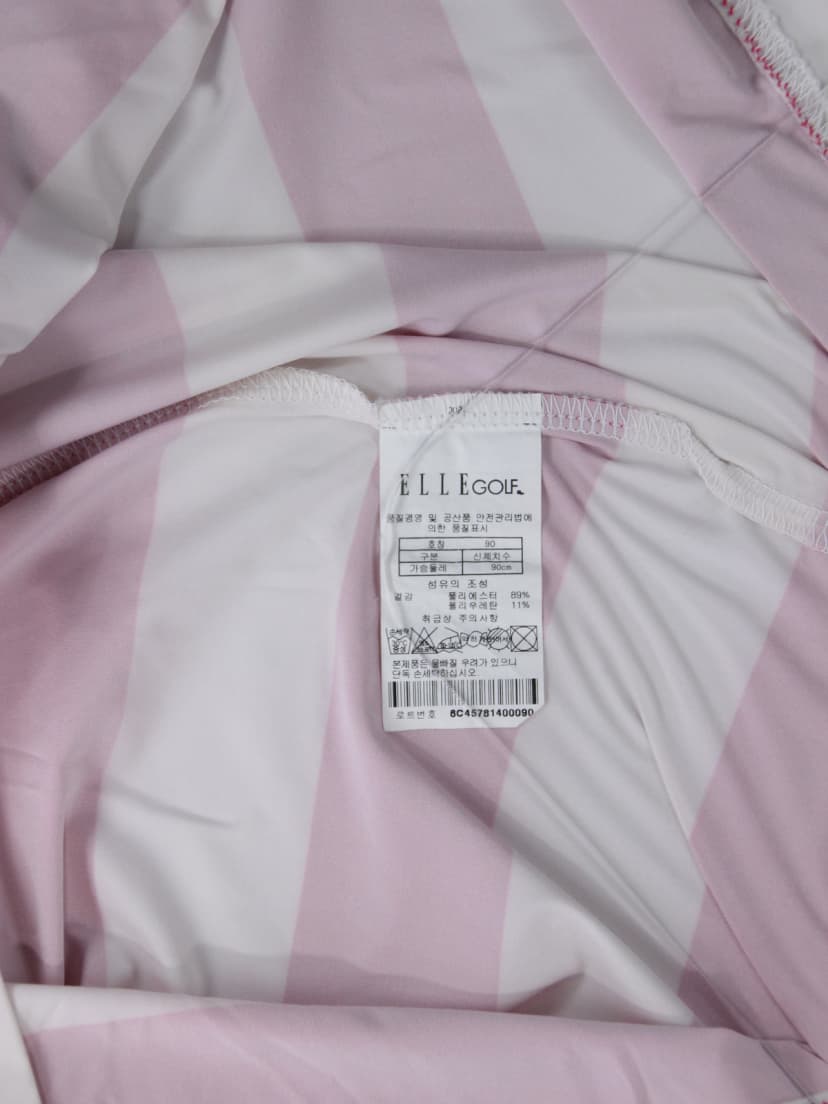 ELLE GOLF
품질경영 및 공산품 안전관리법에
의한 품질표시
호칭 90
구분 신체치수
가슴둘레 90cm
섬유의 조성
겉감 폴리에스터 89%
폴리우레탄 11%
취급상 주의사항
손세탁
본제품은 물빠질 우려가 있으니
단독 손세탁하십시오.
로트번호 6C45781400090